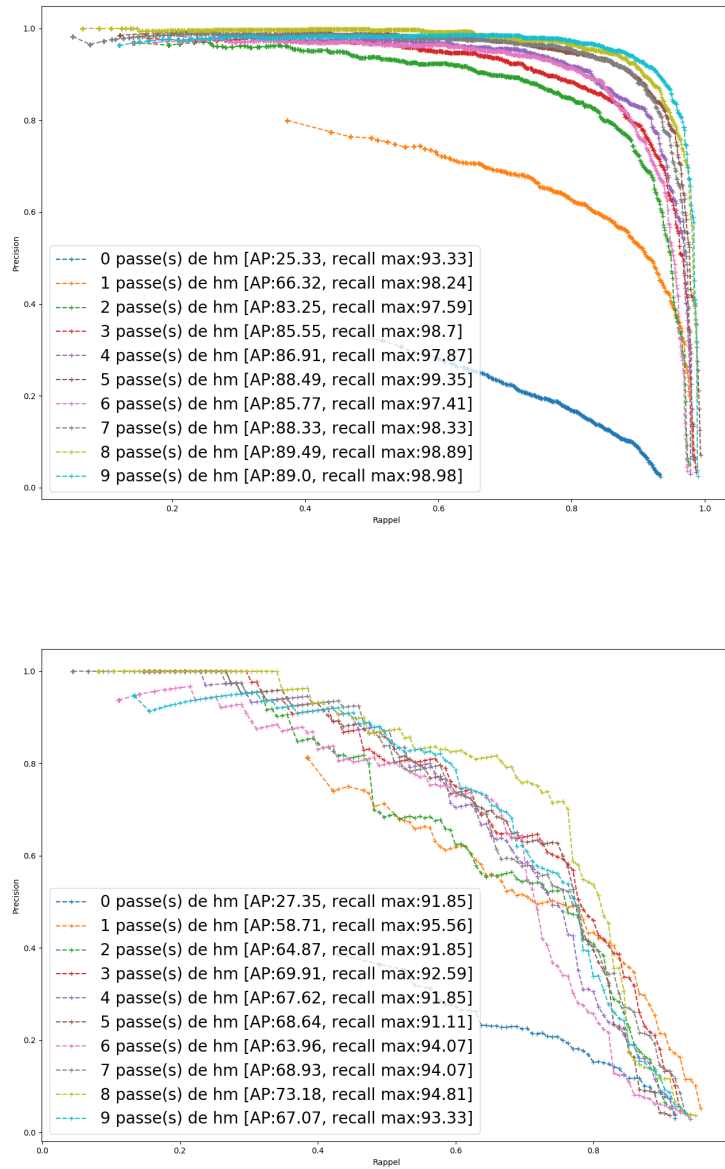 1.0
0.8
0.6
0.4
0.2
0.0
Precision
0 passe(s) de hm [AP:25.33, recall max:93.33]
1 passe(s) de hm [AP:66.32, recall max:98.24]
2 passe(s) de hm [AP:83.25, recall max:97.59]
3 passe(s) de hm [AP:85.55, recall max:98.7]
4 passe(s) de hm [AP:86.91, recall max:97.87]
5 passe(s) de hm [AP:88.49, recall max:99.35]
6 passe(s) de hm [AP:85.77, recall max:97.41]
7 passe(s) de hm [AP:88.33, recall max:98.33]
8 passe(s) de hm [AP:89.49, recall max:98.89]
9 passe(s) de hm [AP:89.0, recall max:98.98]
0.2 0.4 0.6 0.8 1.0
Rappel
1.0
0.8
0.6
0.4
0.2
0.0
Precision
0 passe(s) de hm [AP:27.35, recall max:91.85]
1 passe(s) de hm [AP:58.71, recall max:95.56]
2 passe(s) de hm [AP:64.87, recall max:91.85]
3 passe(s) de hm [AP:69.91, recall max:92.59]
4 passe(s) de hm [AP:67.62, recall max:91.85]
5 passe(s) de hm [AP:68.64, recall max:91.11]
6 passe(s) de hm [AP:63.96, recall max:94.07]
7 passe(s) de hm [AP:68.93, recall max:94.07]
8 passe(s) de hm [AP:73.18, recall max:94.81]
9 passe(s) de hm [AP:67.07, recall max:93.33]
0.0 0.2 0.4 0.6 0.8
Rappel